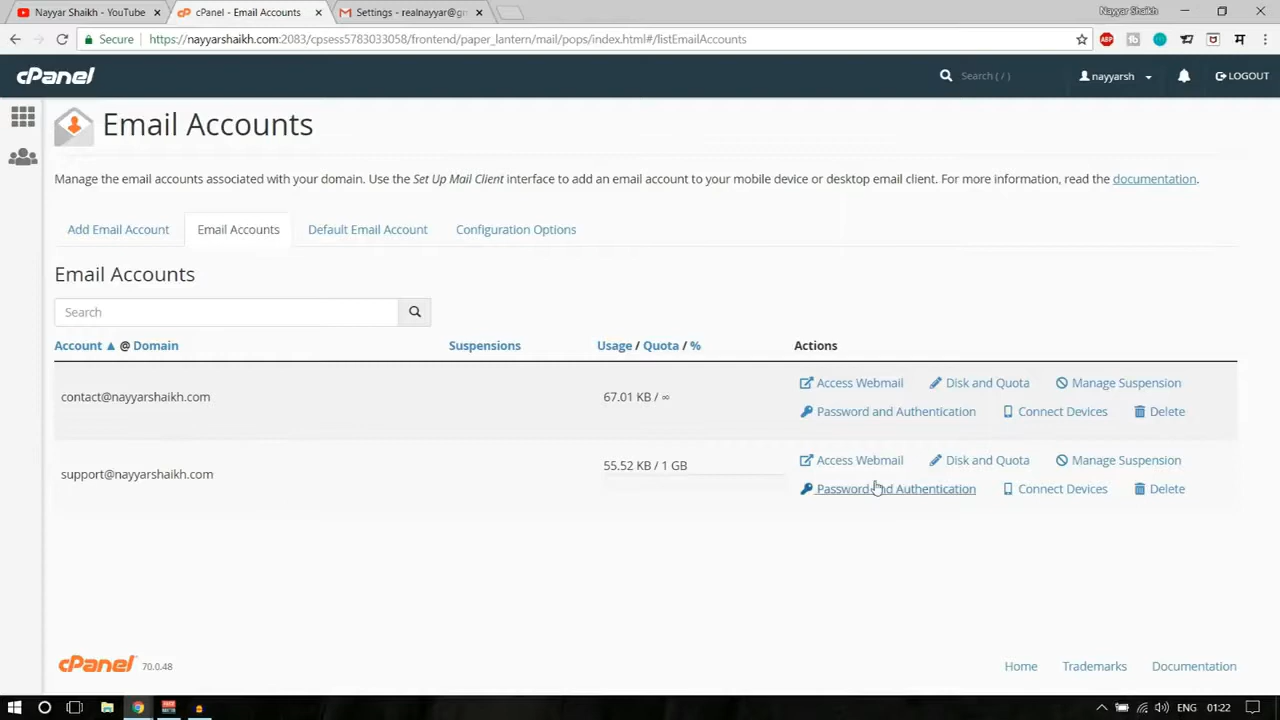 Nayyar Shaikh - YouTube
cPanel - Email Accounts
Settings - realnayyar@gm
Nayyar Shaikh
Secure https://nayyarshaikh.com:2083/cpsess5783033058/frontend/paper_lantern/mail/pops/index.html#/listEmailAccounts
ABP
cPanel
Search ( / )
nayyarsh
LOGOUT
Email Accounts
Manage the email accounts associated with your domain. Use the Set Up Mail Client interface to add an email account to your mobile device or desktop email client. For more information, read the documentation.
Add Email Account
Email Accounts
Default Email Account
Configuration Options
Email Accounts
Search
Account ▲ @ Domain
Suspensions
Usage / Quota / %
Actions
contact@nayyarshaikh.com
67.01 KB / ∞
Access Webmail
Disk and Quota
Manage Suspension
Password and Authentication
Connect Devices
Delete
support@nayyarshaikh.com
55.52 KB / 1 GB
Access Webmail
Disk and Quota
Manage Suspension
Password and Authentication
Connect Devices
Delete
cPanel 70.0.48
Home
Trademarks
Documentation
ENG
01:22